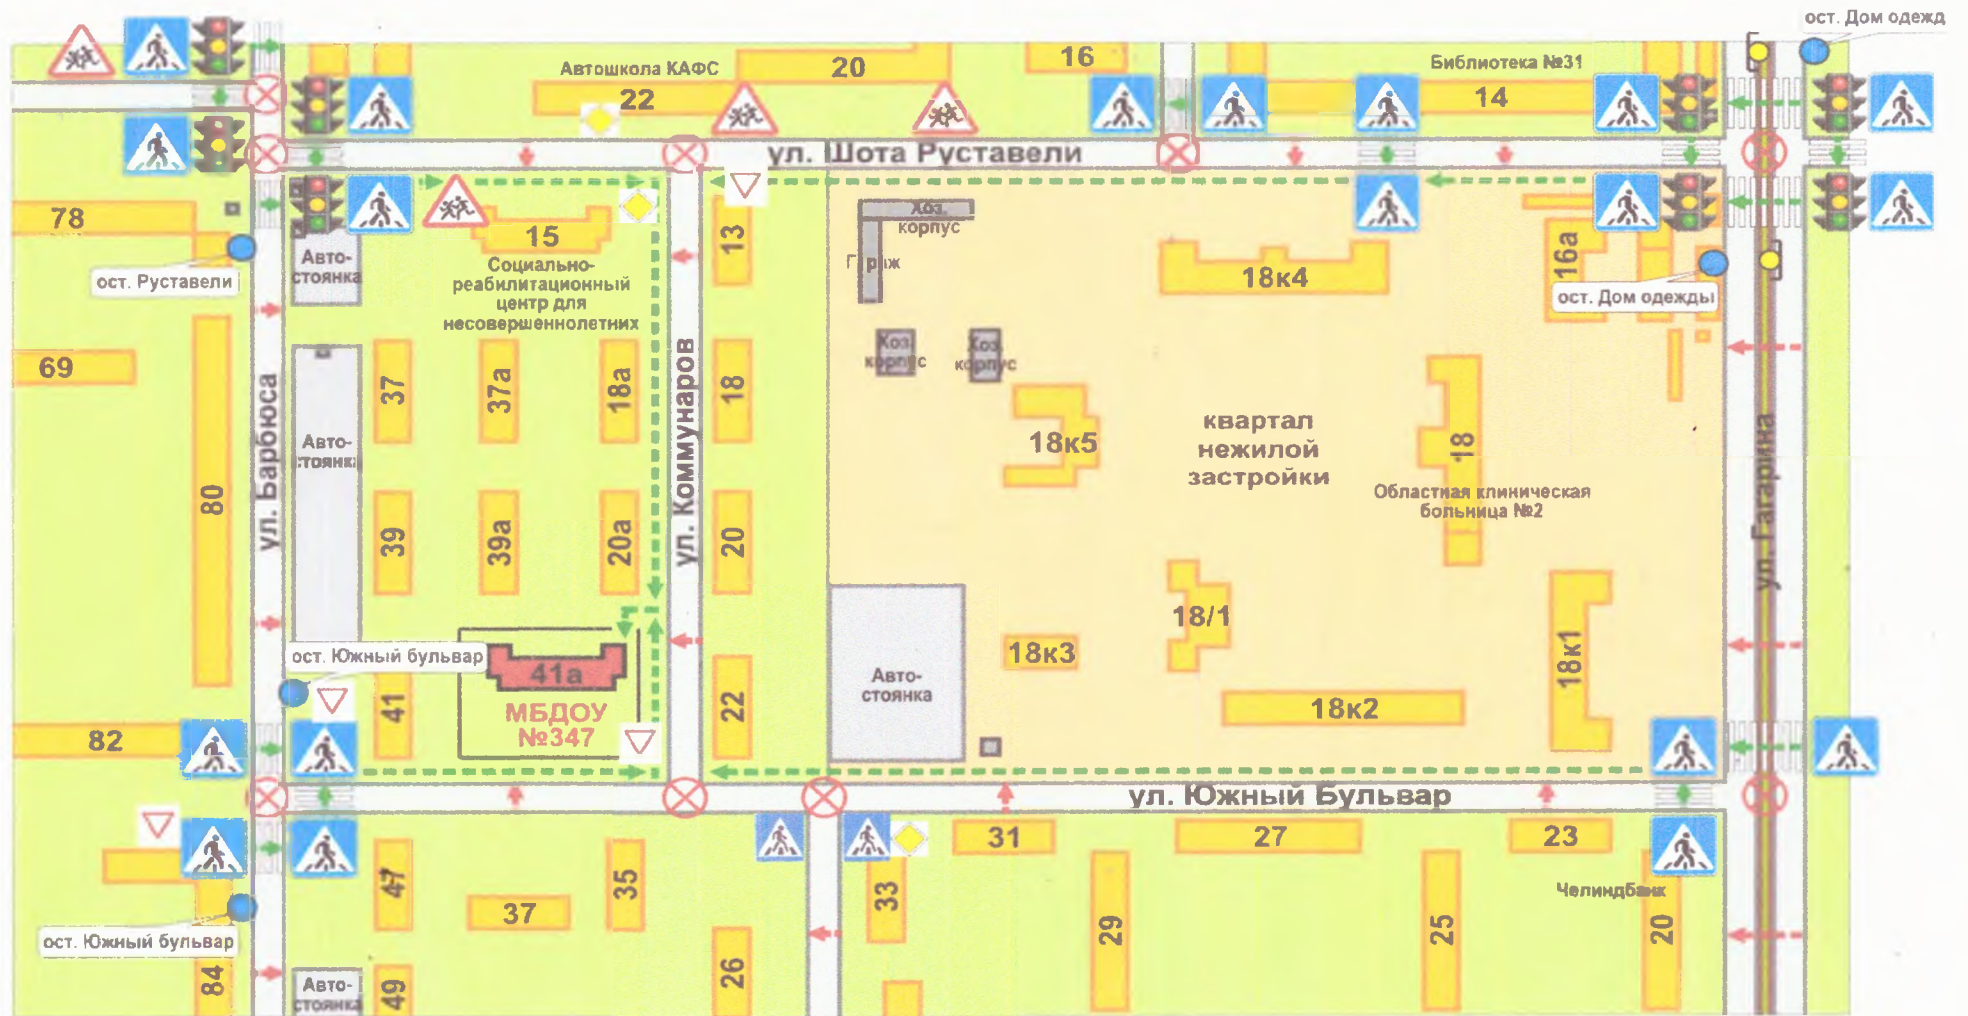 ост. Дом одежд
Автошкола КАФС
20
16
Библиотека №31
22
14
ул. Шота Руставели
78
Авто-
стоянка
ост. Руставели
15
Социально-
реабилитационный
центр для
несовершеннолетних
13
Хоз.
корпус
18к4
16а
ост. Дом одежды
69
80
ул. Барбюса
Авто-
37
37а
18а
39
39а
20а
ул. Коммунаров
18
20
Хоз.
корпус
Хоз.
корпус
18к5
квартал
нежилой
застройки
18
Областная клиническая
больница №2
ул. Гагарина
ост. Южный бульвар
41
41а
МБДОУ
№347
22
Авто-
стоянка
18к3
18/1
18к2
18к1
82
ул. Южный Бульвар
ост. Южный бульвар
84
Авто-
стоянка
47
49
37
35
26
33
31
29
27
25
23
Челиндбанк
20